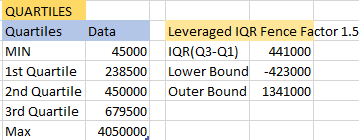 QUARTILES
Quartiles Data Leveraged IQR Fence Factor 1.5
MIN 45000 IQR(Q3-Q1) 441000
1st Quartile 238500 Lower Bound -423000
2nd Quartile 450000 Outer Bound 1341000
3rd Quartile 679500
Max 4050000